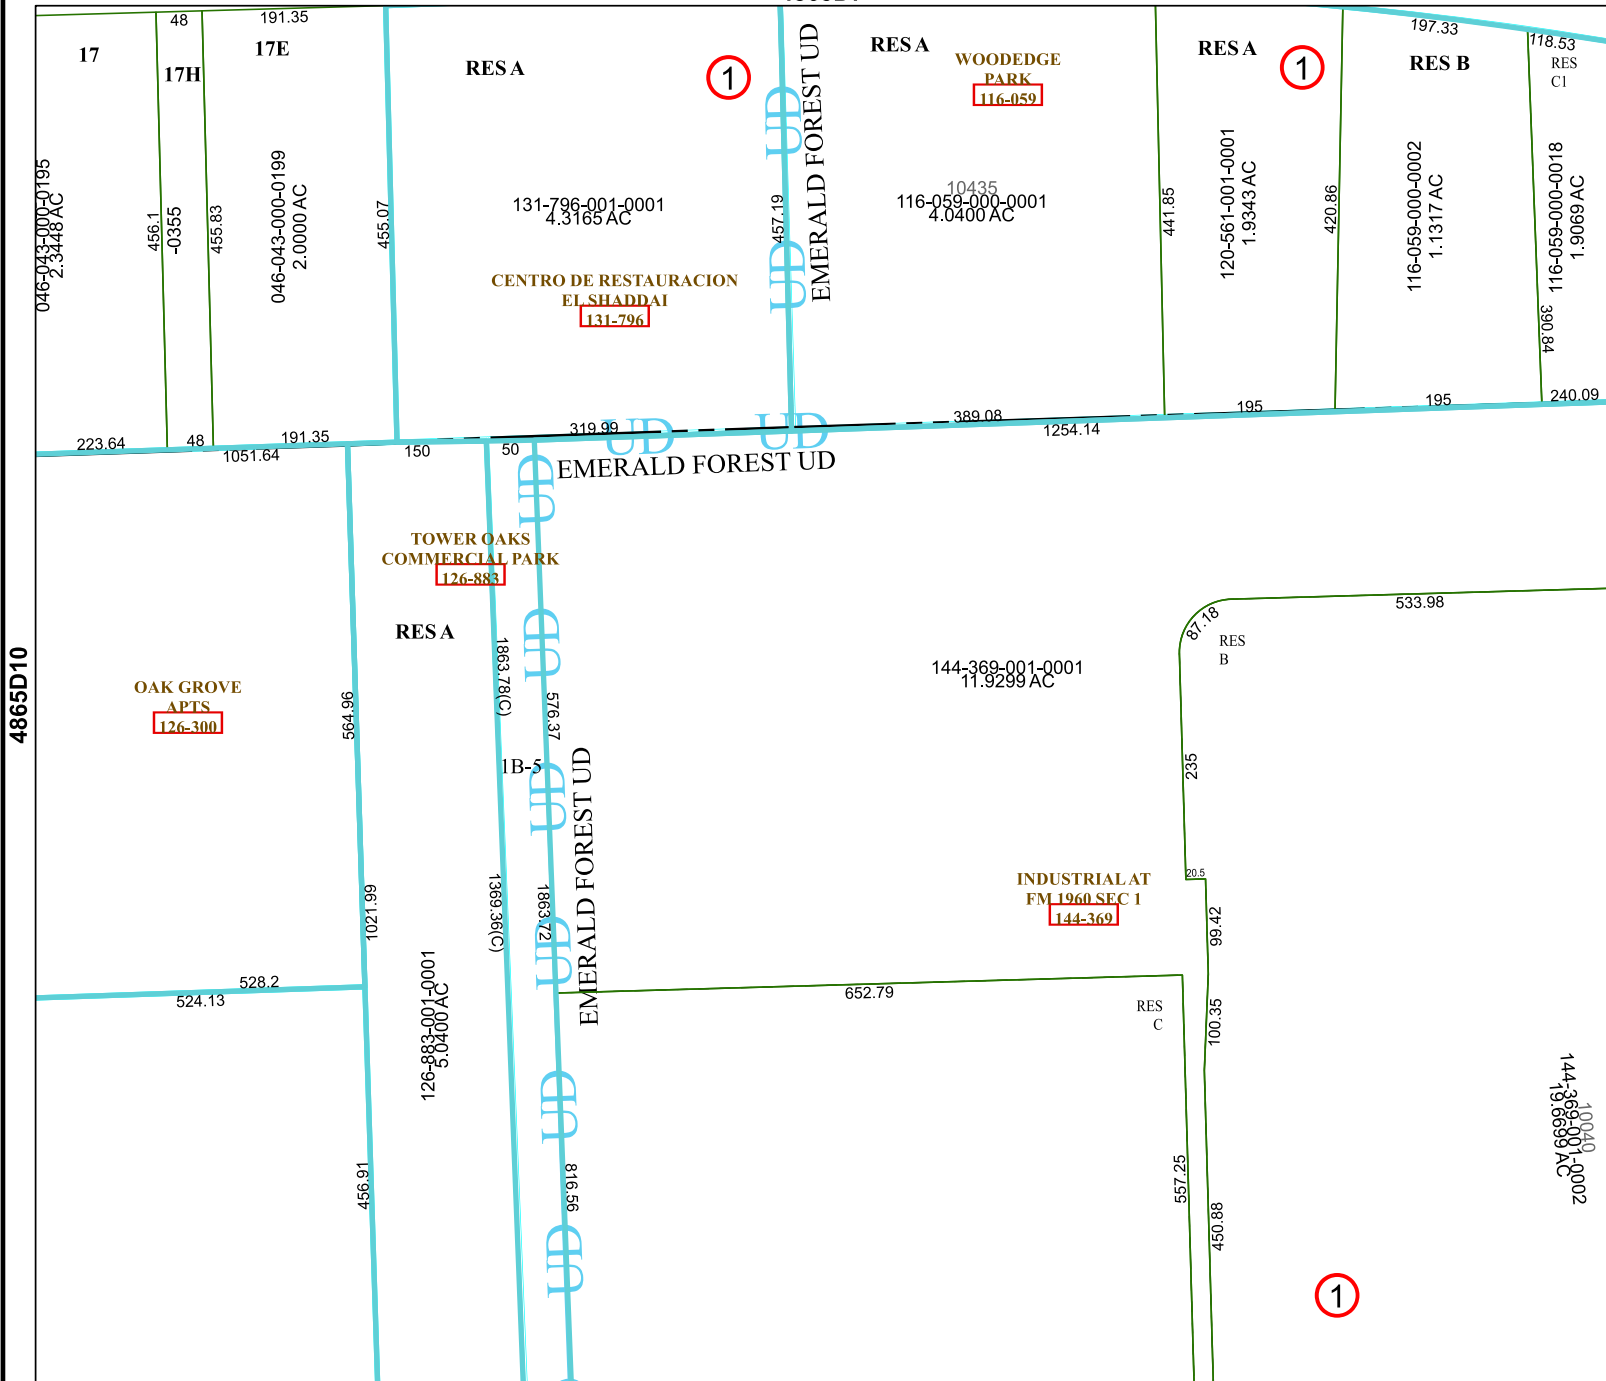 48
191.35
17
17H
17E
RES A
1
EMERALD FOREST UD
RES A
WOODEDGE
PARK
116-059
RES A
1
197.33
RES B
118.53
RES
C1
046-043-000-0195
2.3448 AC
456.1
-0355
455.83
046-043-000-0199
2.0000 AC
455.07
131-796-001-0001
4.3165 AC
CENTRO DE RESTAURACION
EL SHADDAI
131-796
UD
457.19
UD
10435
116-059-000-0001
4.0400 AC
441.85
120-561-001-0001
1.9343 AC
420.86
116-059-000-0002
1.1317 AC
116-059-000-0018
1.9069 AC
390.84
223.64
48
191.35
1051.64
150
50
319.99
UD
UD
389.08
1254.14
195
195
240.09
EMERALD FOREST UD
UD
TOWER OAKS
COMMERCIAL PARK
126-883
RES A
1863.78(C)
UD
576.37
144-369-001-0001
11.9299 AC
87.18
533.98
RES
B
4865D10
OAK GROVE
APTS
126-300
564.96
1B-5
UD
EMERALD FOREST UD
235
1021.99
1369.36(C)
1863.72
UD
INDUSTRIAL AT
FM 1960 SEC 1
144-369
20.5
99.42
528.2
524.13
126-883-001-0001
5.0400 AC
652.79
RES
C
100.35
UD
456.91
816.56
UD
557.25
450.88
10040
144-369-001-0002
19.6699 AC
1